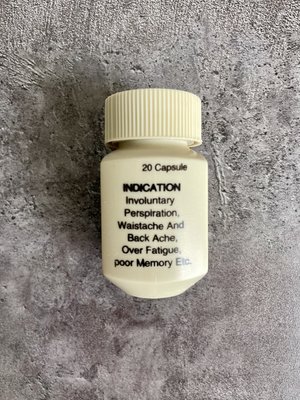 20 Capsule
INDICATION
Involuntary
Perspiration,
Waistache And
Back Ache,
Over Fatigue,
poor Memory Etc.